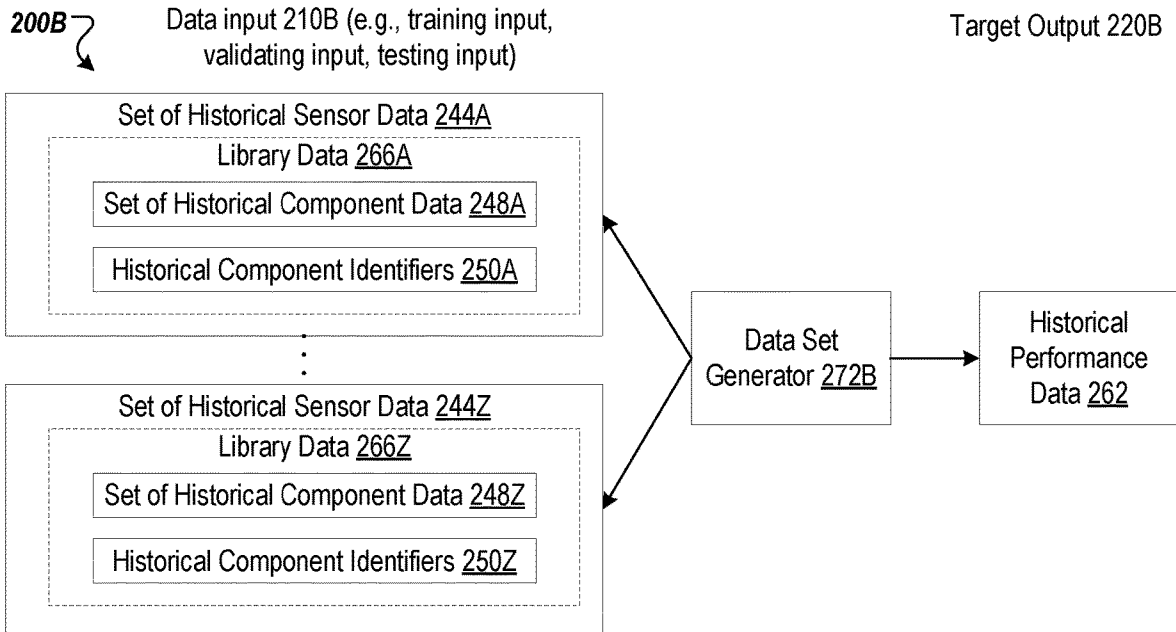 200B
Data input 210B (e.g., training input,
validating input, testing input)
Target Output 220B
Set of Historical Sensor Data 244A
Library Data 266A
Set of Historical Component Data 248A
Historical Component Identifiers 250A
Set of Historical Sensor Data 244Z
Library Data 266Z
Set of Historical Component Data 248Z
Historical Component Identifiers 250Z
Data Set
Generator 272B
Historical
Performance
Data 262